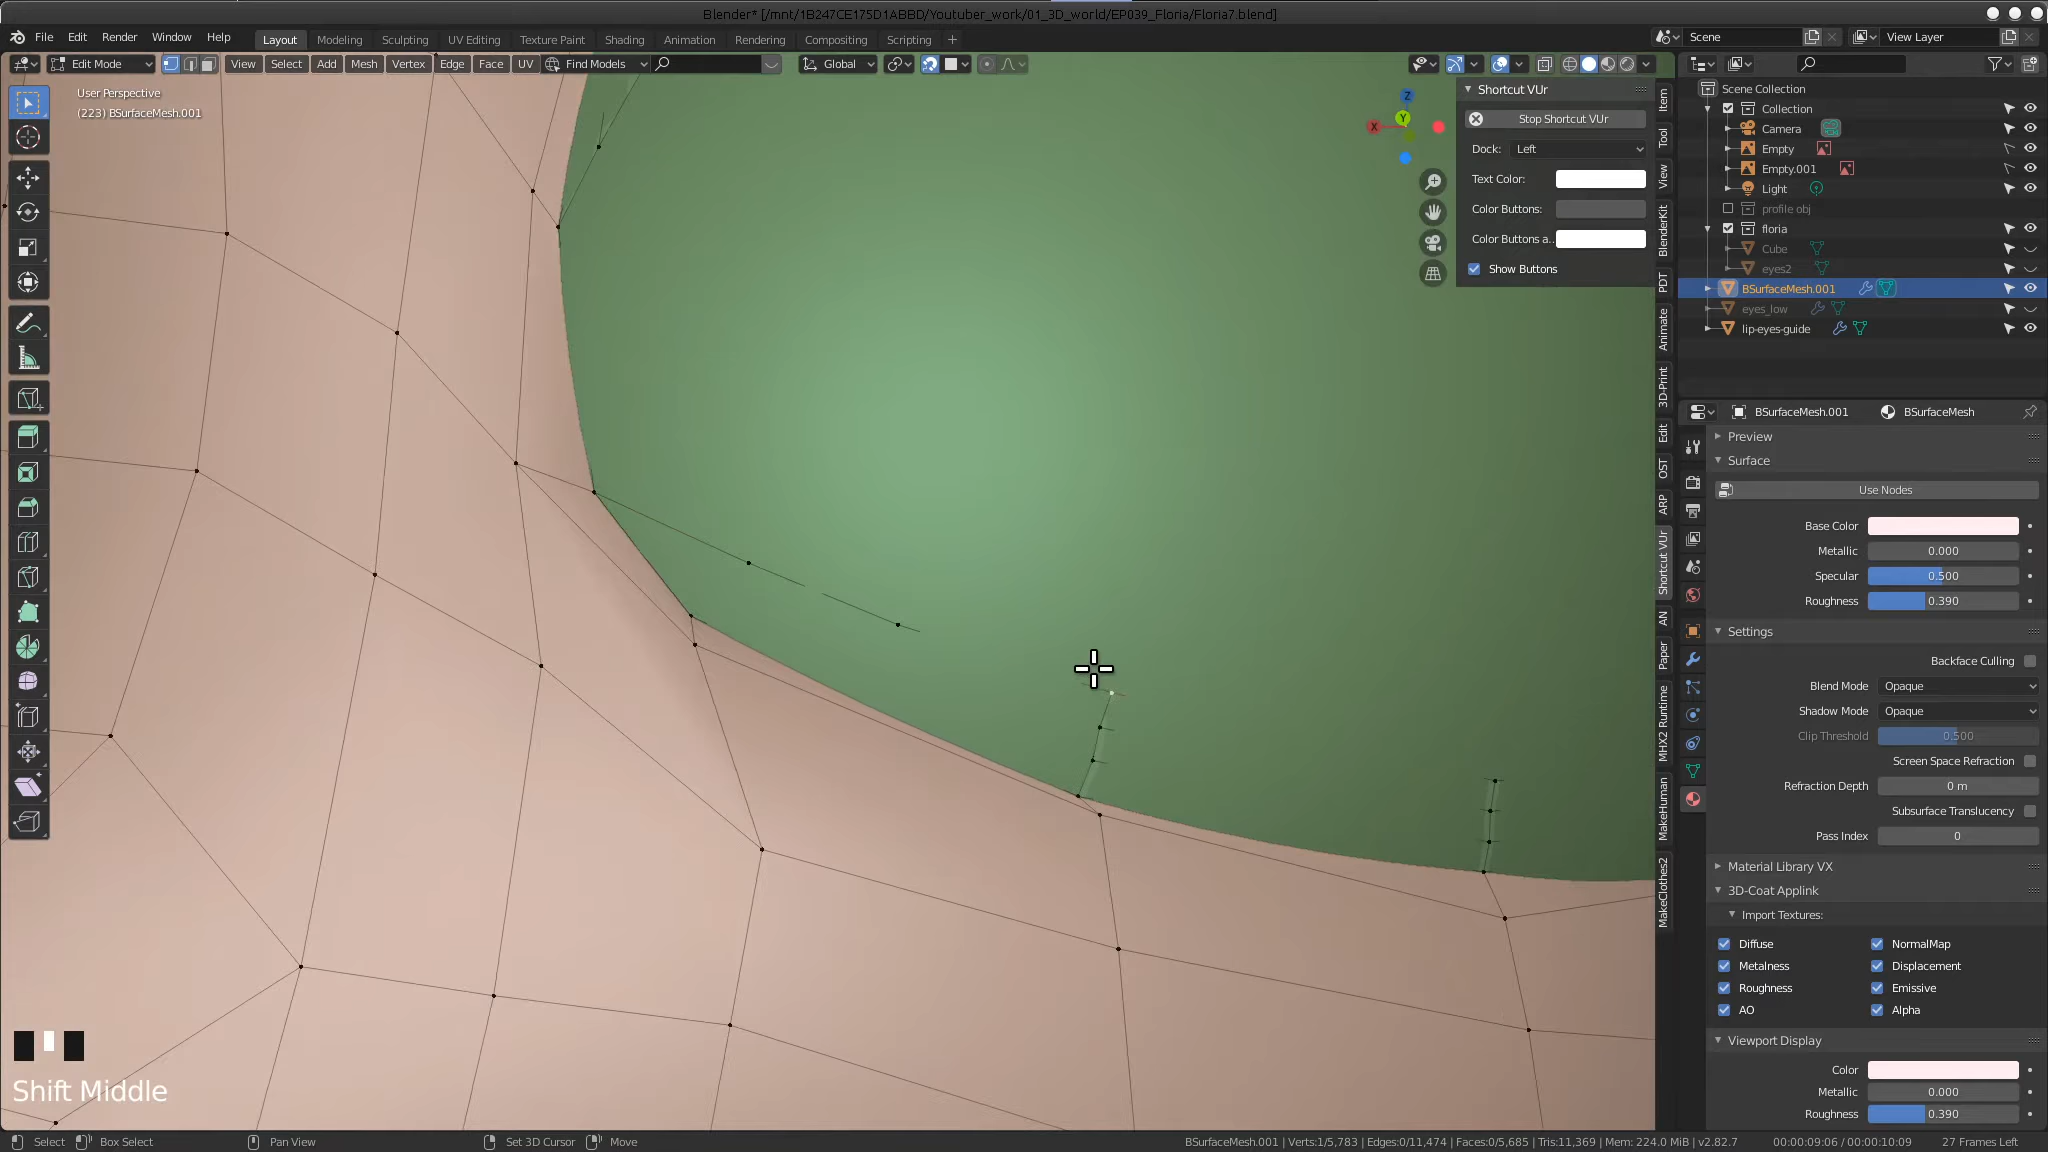 Blender* [/mnt/1B247CE175D1ABBD/Youtuber_work/01_3D_world/EP039_Floria/Floria7.blend]
File Edit Render Window Help
Layout Modeling Sculpting UV Editing Texture Paint Shading Animation Rendering Compositing Scripting +
Scene View Layer
Edit Mode View Select Add Mesh Vertex Edge Face UV Find Models Global
User Perspective
(223) BSurfaceMesh.001
Z
Y
X
Shortcut VUr
Stop Shortcut VUr
Dock: Left
Text Color:
Color Buttons:
Color Buttons a..
Show Buttons
Item
Tool
View
BlenderKit
PDT
Animate
3D-Print
Edit
OST
ARP
Shortcut VUr
AN
Paper
MHX2 Runtime
MakeHuman
MakeClothes2
Scene Collection
Collection
Camera
Empty
Empty.001
Light
profile obj
floria
Cube
eyes2
BSurfaceMesh.001
eyes_low
lip-eyes-guide
BSurfaceMesh.001 BSurfaceMesh
Preview
Surface
Use Nodes
Base Color
Metallic 0.000
Specular 0.500
Roughness 0.390
Settings
Backface Culling
Blend Mode Opaque
Shadow Mode Opaque
Clip Threshold 0.500
Screen Space Refraction
Refraction Depth 0 m
Subsurface Translucency
Pass Index 0
Material Library VX
3D-Coat Applink
Import Textures:
Diffuse NormalMap
Metalness Displacement
Roughness Emissive
AO Alpha
Viewport Display
Color
Metallic 0.000
Roughness 0.390
Shift Middle
Select Box Select Pan View Set 3D Cursor Move
BSurfaceMesh.001 | Verts:1/5,783 | Edges:0/11,474 | Faces:0/5,685 | Tris:11,369 | Mem: 224.0 MiB | v2.82.7 00:00:09:06 / 00:00:10:09 27 Frames Left